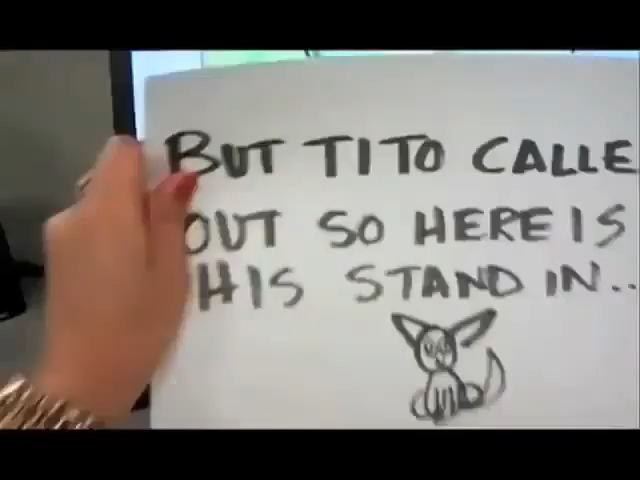 BUT TITO CALLE
OUT SO HERE IS
HIS STAND IN..